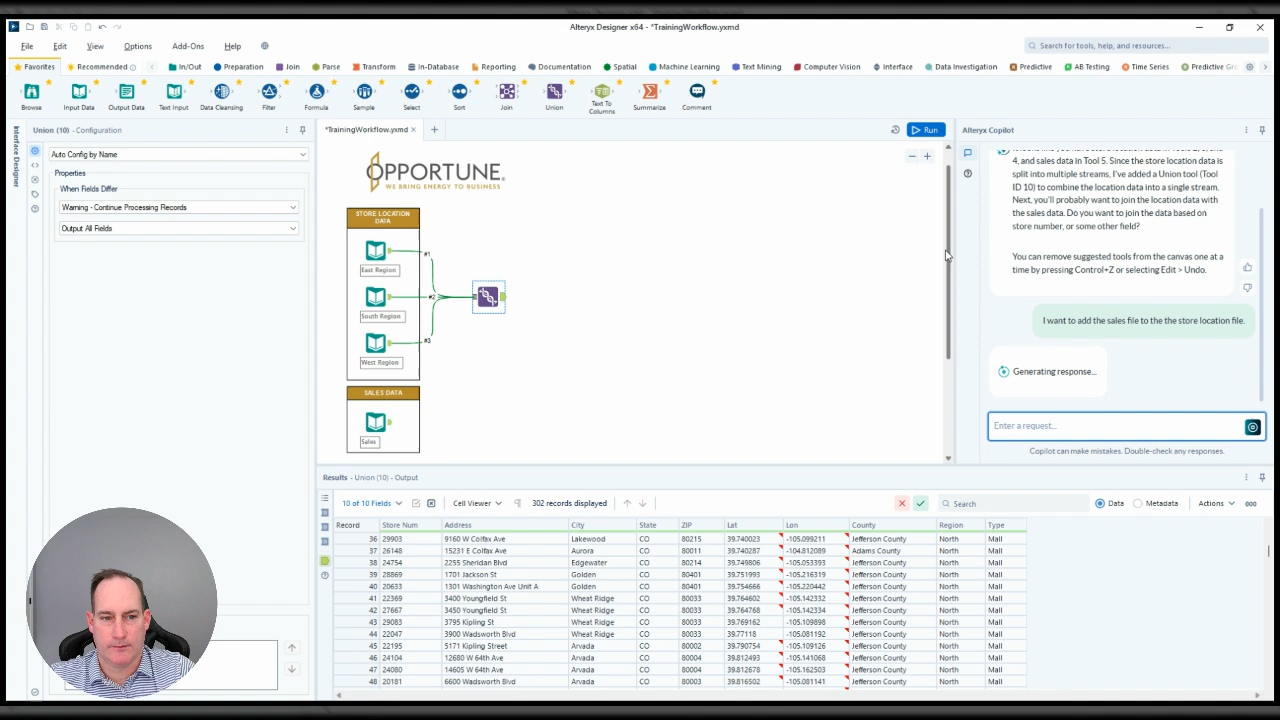 Alteryx Designer x64 - *TrainingWorkflow.yxmd
File Edit View Options Add-Ons Help
Search for tools, help, and resources...
Favorites Recommended In/Out Preparation Join Parse Transform In-Database Reporting Documentation Spatial Machine Learning Text Mining Computer Vision Interface Data Investigation Predictive AB Testing Time Series Predictive Gr
Browse Input Data Output Data Text Input Data Cleansing Filter Formula Sample Select Sort Join Union Text To Columns Summarize Comment
Interface Designer
Union (10) - Configuration
Auto Config by Name
Properties
When Fields Differ
Warning - Continue Processing Records
Output All Fields
*TrainingWorkflow.yxmd
Run
OPPORTUNE.
WE BRING ENERGY TO BUSINESS
STORE LOCATION
DATA
East Region
#1
South Region
#2
West Region
#3
SALES DATA
Sales
Alteryx Copilot
4, and sales data in Tool 5. Since the store location data is
split into multiple streams, I've added a Union tool (Tool
ID 10) to combine the location data into a single stream.
Next, you'll probably want to join the location data with
the sales data. Do you want to join the data based on
store number, or some other field?
You can remove suggested tools from the canvas one at a
time by pressing Control+Z or selecting Edit > Undo.
I want to add the sales file to the the store location file.
Generating response...
Enter a request...
Copilot can make mistakes. Double-check any responses.
Results - Union (10) - Output
10 of 10 Fields Cell Viewer 302 records displayed Search Data Metadata Actions 000
Record Store Num Address City State ZIP Lat Lon County Region Type
36 29903 9160 W Colfax Ave Lakewood CO 80215 39.740023 -105.099211 Jefferson County North Mall
37 26148 15231 E Colfax Ave Aurora CO 80011 39.740287 -104.812089 Adams County North Mall
38 24754 2255 Sheridan Blvd Edgewater CO 80214 39.749806 -105.053393 Jefferson County North Mall
39 28869 1701 Jackson St Golden CO 80401 39.751993 -105.216319 Jefferson County North Mall
40 20633 1301 Washington Ave Unit A Golden CO 80401 39.754666 -105.220442 Jefferson County North Mall
41 22369 3400 Youngfield St Wheat Ridge CO 80033 39.764602 -105.142332 Jefferson County North Mall
42 27667 3450 Youngfield St Wheat Ridge CO 80033 39.764768 -105.142334 Jefferson County North Mall
43 29083 3795 Kipling St Wheat Ridge CO 80033 39.769162 -105.109898 Jefferson County North Mall
44 22047 3900 Wadsworth Blvd Wheat Ridge CO 80033 39.77118 -105.081192 Jefferson County North Mall
45 22195 5171 Kipling Street Arvada CO 80002 39.790754 -105.109126 Jefferson County North Mall
46 24104 12680 W 64th Ave Arvada CO 80004 39.812493 -105.141068 Jefferson County North Mall
47 24080 14605 W 64th Ave Arvada CO 80004 39.812678 -105.162503 Jefferson County North Mall
48 20181 6600 Wadsworth Blvd Arvada CO 80003 39.816502 -105.081141 Jefferson County North Mall